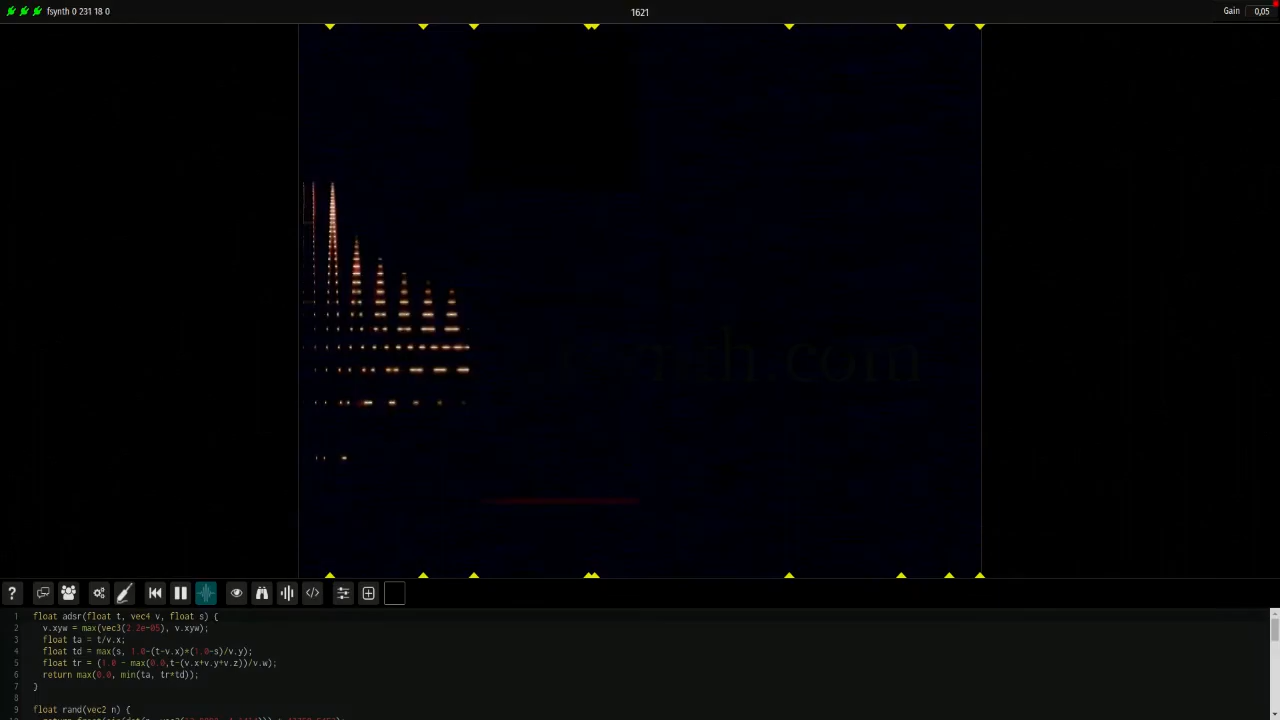 fsynth 0 231 18 0
1621
Gain 0,05
nth.com
?
1 float adsr(float t, vec4 v, float s) {
2 v.xyw = max(vec3(2.2e-05), v.xyw);
3 float ta = t/v.x;
4 float td = max(s, 1.0-(t-v.x)*(1.0-s)/v.y);
5 float tr = (1.0 - max(0.0,t-(v.x+v.y+v.z))/v.w);
6 return max(0.0, min(ta, tr*td));
7 }
8
9 float rand(vec2 n) {